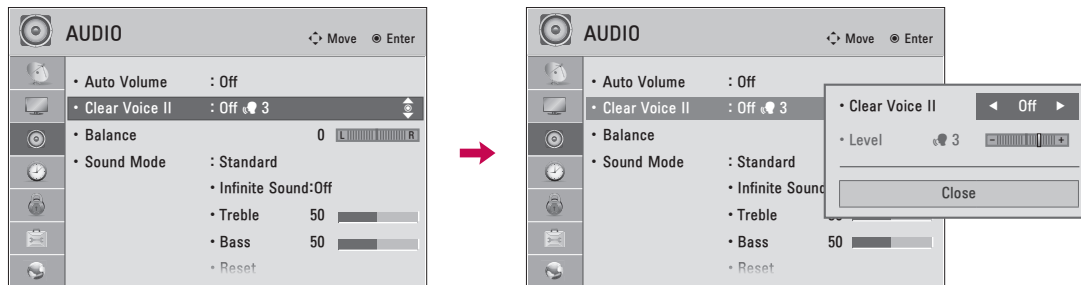 AUDIO
Move Enter
• Auto Volume : Off
• Clear Voice II : Off 3
• Balance 0 L R
• Sound Mode : Standard
• Infinite Sound:Off
• Treble 50
• Bass 50
• Reset
AUDIO
Move Enter
• Auto Volume : Off
• Clear Voice II : Off 3
• Balance
• Sound Mode : Standard
• Infinite Sound
• Treble
• Bass 50
• Reset
• Clear Voice II ◄ Off ►
• Level 3 - +
Close